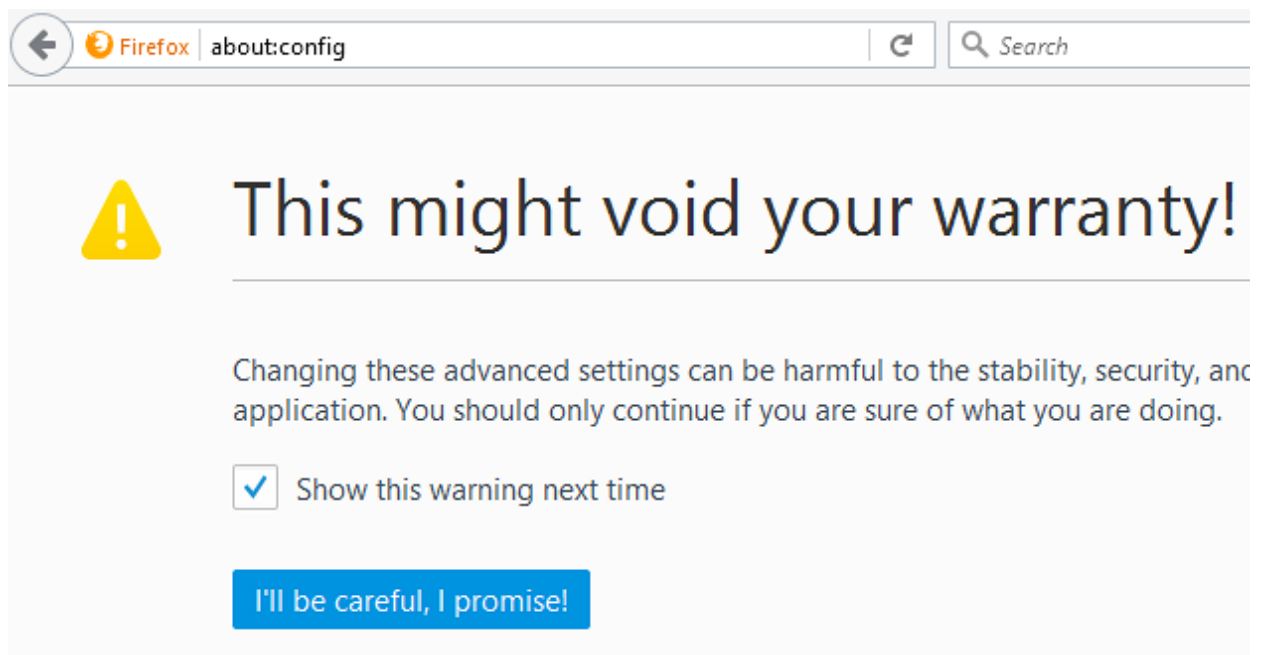 Firefox about:config Search
This might void your warranty!
Changing these advanced settings can be harmful to the stability, security, and
application. You should only continue if you are sure of what you are doing.
Show this warning next time
I'll be careful, I promise!